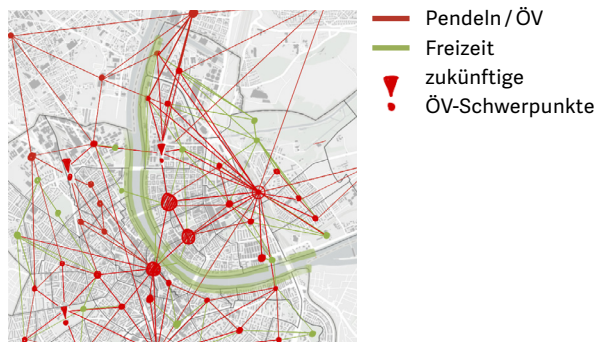 Pendeln / ÖV
Freizeit
zukünftige
ÖV-Schwerpunkte